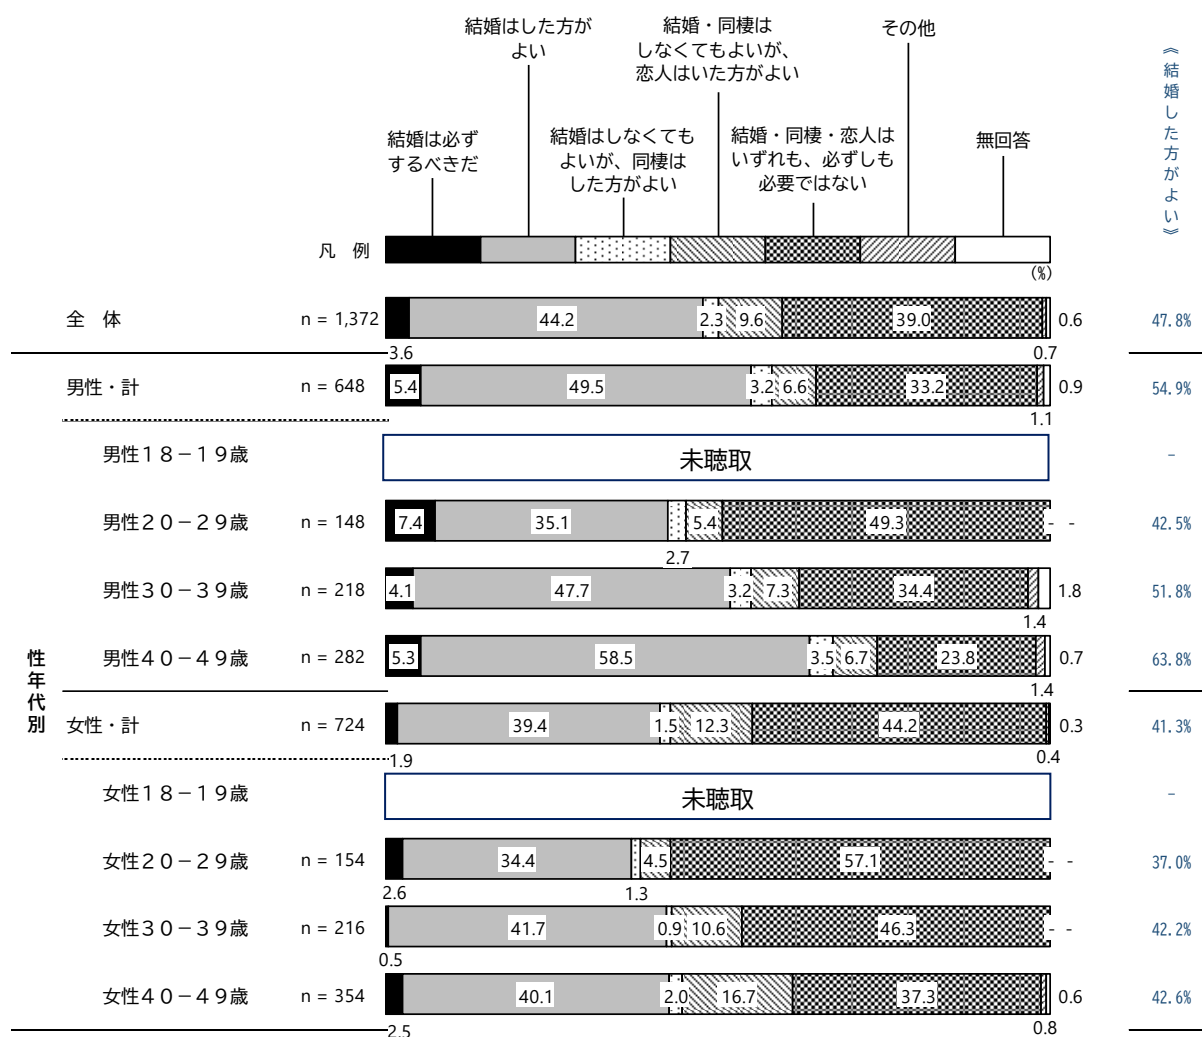 結婚はした方が
よい
結婚・同棲は
しなくてもよいが、
恋人はいた方がよい
その他
《結婚した方がよい》
結婚は必ず
するべきだ
結婚はしなくても
よいが、同棲は
した方がよい
結婚・同棲・恋人は
いずれも、必ずしも
必要ではない
無回答
凡 例
(%)
全 体 n = 1,372 44.2 2.3 9.6 39.0 0.6 47.8%
3.6 0.7
男性・計 n = 648 5.4 49.5 3.2 6.6 33.2 0.9 54.9%
1.1
男性18-19歳 未聴取 -
男性20-29歳 n = 148 7.4 35.1 5.4 49.3 - - 42.5%
2.7
男性30-39歳 n = 218 4.1 47.7 3.2 7.3 34.4 1.8 51.8%
1.4
性年代別
男性40-49歳 n = 282 5.3 58.5 3.5 6.7 23.8 0.7 63.8%
1.4
女性・計 n = 724 39.4 1.5 12.3 44.2 0.3 41.3%
1.9 0.4
女性18-19歳 未聴取 -
女性20-29歳 n = 154 34.4 4.5 57.1 - - 37.0%
2.6 1.3
女性30-39歳 n = 216 41.7 0.9 10.6 46.3 - - 42.2%
0.5
女性40-49歳 n = 354 40.1 2.0 16.7 37.3 0.6 42.6%
2.5 0.8